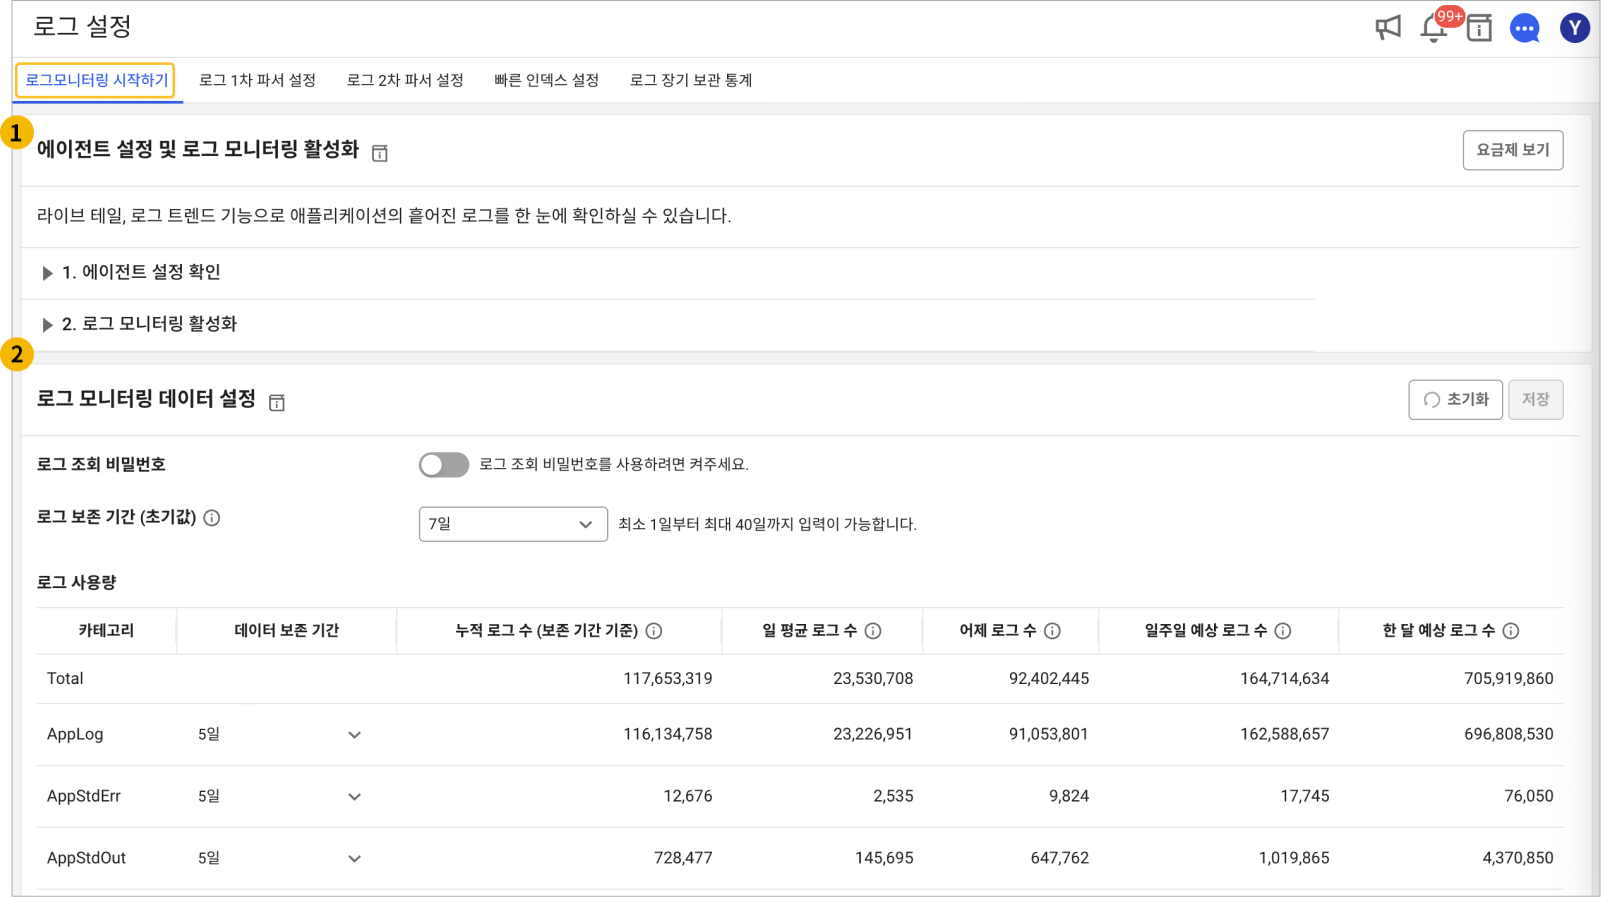 로그 설정
99+
Y
로그모니터링 시작하기 로그 1차 파서 설정 로그 2차 파서 설정 빠른 인덱스 설정 로그 장기 보관 통계
1
에이전트 설정 및 로그 모니터링 활성화
요금제 보기
라이브 테일, 로그 트렌드 기능으로 애플리케이션의 흩어진 로그를 한 눈에 확인하실 수 있습니다.
1. 에이전트 설정 확인
2. 로그 모니터링 활성화
2
로그 모니터링 데이터 설정
초기화 저장
로그 조회 비밀번호 로그 조회 비밀번호를 사용하려면 켜주세요.
로그 보존 기간 (초기값) 7일 최소 1일부터 최대 40일까지 입력이 가능합니다.
로그 사용량
카테고리 데이터 보존 기간 누적 로그 수 (보존 기간 기준) 일 평균 로그 수 어제 로그 수 일주일 예상 로그 수 한 달 예상 로그 수
Total 117,653,319 23,530,708 92,402,445 164,714,634 705,919,860
AppLog 5일 116,134,758 23,226,951 91,053,801 162,588,657 696,808,530
AppStdErr 5일 12,676 2,535 9,824 17,745 76,050
AppStdOut 5일 728,477 145,695 647,762 1,019,865 4,370,850